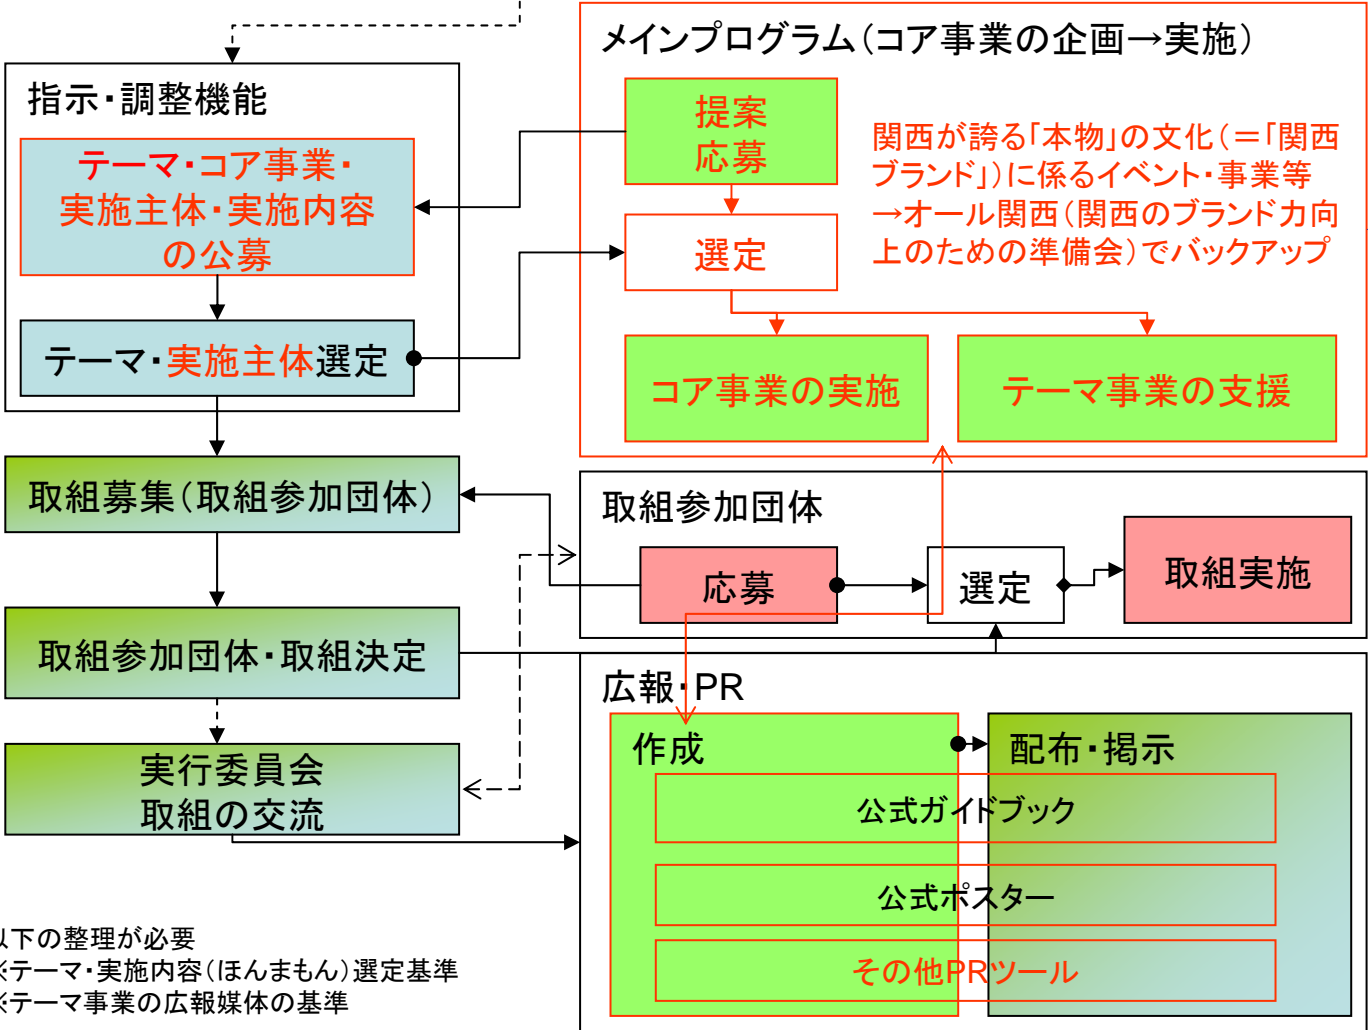 メインプログラム(コア事業の企画→実施)
指示・調整機能
テーマ・コア事業・
実施主体・実施内容
の公募
テーマ・実施主体選定
提案
応募
関西が誇る「本物」の文化(=「関西
ブランド」)に係るイベント・事業等
→オール関西(関西のブランド力向
上のための準備会)でバックアップ
選定
コア事業の実施
テーマ事業の支援
取組募集(取組参加団体)
取組参加団体
応募
選定
取組実施
取組参加団体・取組決定
実行委員会
取組の交流
広報・PR
作成
配布・掲示
公式ガイドブック
公式ポスター
その他PRツール
以下の整理が必要
※テーマ・実施内容(ほんまもん)選定基準
※テーマ事業の広報媒体の基準